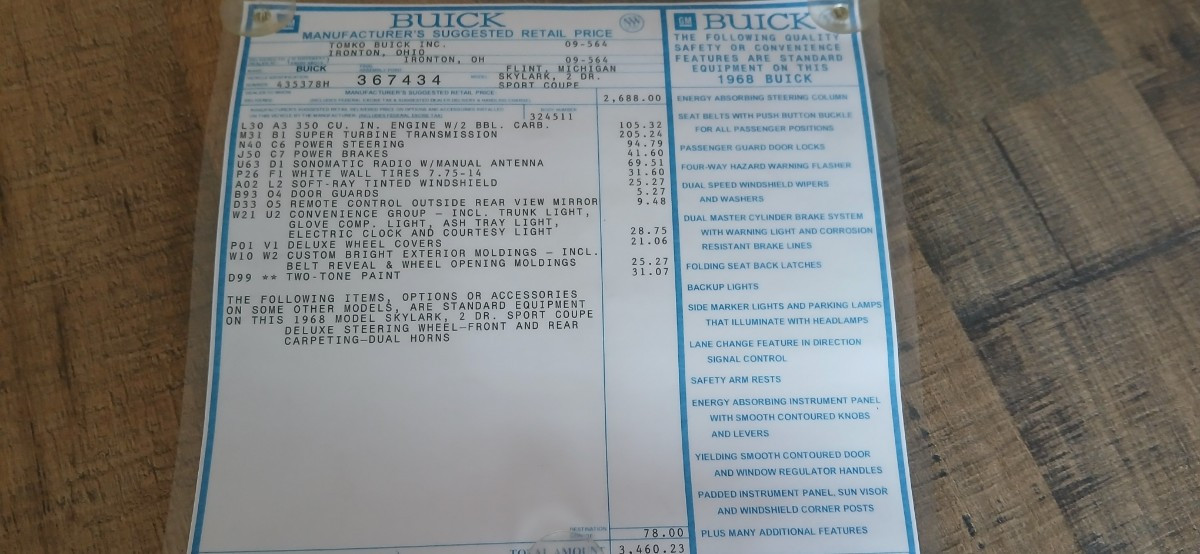 GM BUICK
MANUFACTURER'S SUGGESTED RETAIL PRICE
TOMKO BUICK INC. 09-564
IRONTON, OHIO
IRONTON, OH 09-564
BUICK FLINT, MICHIGAN
435378H 367434 SKYLARK, 2 DR.
SPORT COUPE
MANUFACTURER'S SUGGESTED RETAIL PRICE
2,688.00
BODY NUMBER
324511
L30 A3 350 CU. IN. ENGINE W/2 BBL. CARB. 105.32
M31 B1 SUPER TURBINE TRANSMISSION 205.24
N40 C6 POWER STEERING 94.79
J50 C7 POWER BRAKES 41.60
U63 D1 SONOMATIC RADIO W/MANUAL ANTENNA 69.51
P26 F1 WHITE WALL TIRES 7.75-14 31.60
A02 L2 SOFT-RAY TINTED WINDSHIELD 25.27
B93 O4 DOOR GUARDS 5.27
D33 O5 REMOTE CONTROL OUTSIDE REAR VIEW MIRROR 9.48
W21 U2 CONVENIENCE GROUP – INCL. TRUNK LIGHT,
GLOVE COMP. LIGHT, ASH TRAY LIGHT,
ELECTRIC CLOCK AND COURTESY LIGHT 28.75
P01 V1 DELUXE WHEEL COVERS 21.06
W10 W2 CUSTOM BRIGHT EXTERIOR MOLDINGS – INCL.
BELT REVEAL & WHEEL OPENING MOLDINGS 25.27
D99 ** TWO-TONE PAINT 31.07
THE FOLLOWING ITEMS, OPTIONS OR ACCESSORIES
ON SOME OTHER MODELS, ARE STANDARD EQUIPMENT
ON THIS 1968 MODEL SKYLARK, 2 DR. SPORT COUPE
DELUXE STEERING WHEEL–FRONT AND REAR
CARPETING–DUAL HORNS
DESTINATION
CHARGE 78.00
TOTAL AMOUNT 3,460.23
GM BUICK
THE FOLLOWING QUALITY
SAFETY OR CONVENIENCE
FEATURES ARE STANDARD
EQUIPMENT ON THIS
1968 BUICK
ENERGY ABSORBING STEERING COLUMN
SEAT BELTS WITH PUSH BUTTON BUCKLE
FOR ALL PASSENGER POSITIONS
PASSENGER GUARD DOOR LOCKS
FOUR-WAY HAZARD WARNING FLASHER
DUAL SPEED WINDSHIELD WIPERS
AND WASHERS
DUAL MASTER CYLINDER BRAKE SYSTEM
WITH WARNING LIGHT AND CORROSION
RESISTANT BRAKE LINES
FOLDING SEAT BACK LATCHES
BACKUP LIGHTS
SIDE MARKER LIGHTS AND PARKING LAMPS
THAT ILLUMINATE WITH HEADLAMPS
LANE CHANGE FEATURE IN DIRECTION
SIGNAL CONTROL
SAFETY ARM RESTS
ENERGY ABSORBING INSTRUMENT PANEL
WITH SMOOTH CONTOURED KNOBS
AND LEVERS
YIELDING SMOOTH CONTOURED DOOR
AND WINDOW REGULATOR HANDLES
PADDED INSTRUMENT PANEL, SUN VISOR
AND WINDSHIELD CORNER POSTS
PLUS MANY ADDITIONAL FEATURES